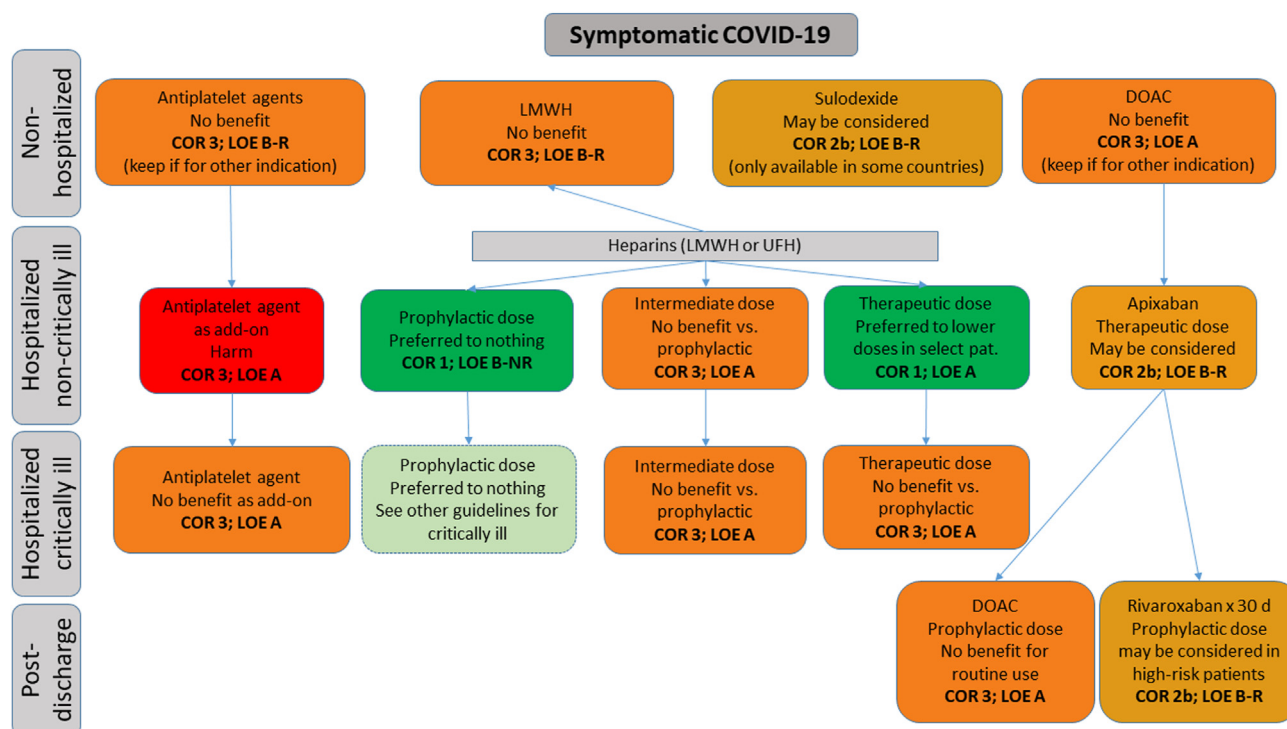 Symptomatic COVID-19
Non-
hospitalized
Antiplatelet agents
No benefit
COR 3; LOE B-R
(keep if for other indication)
LMWH
No benefit
COR 3; LOE B-R
Sulodexide
May be considered
COR 2b; LOE B-R
(only available in some countries)
DOAC
No benefit
COR 3; LOE A
(keep if for other indication)
Heparins (LMWH or UFH)
Hospitalized
non-critically ill
Antiplatelet agent
as add-on
Harm
COR 3; LOE A
Prophylactic dose
Preferred to nothing
COR 1; LOE B-NR
Intermediate dose
No benefit vs.
prophylactic
COR 3; LOE A
Therapeutic dose
Preferred to lower
doses in select pat.
COR 1; LOE A
Apixaban
Therapeutic dose
May be considered
COR 2b; LOE B-R
Hospitalized
critically ill
Antiplatelet agent
No benefit as add-on
COR 3; LOE A
Prophylactic dose
Preferred to nothing
See other guidelines for
critically ill
Intermediate dose
No benefit vs.
prophylactic
COR 3; LOE A
Therapeutic dose
No benefit vs.
prophylactic
COR 3; LOE A
Post-
discharge
DOAC
Prophylactic dose
No benefit for
routine use
COR 3; LOE A
Rivaroxaban x 30 d
Prophylactic dose
may be considered in
high-risk patients
COR 2b; LOE B-R